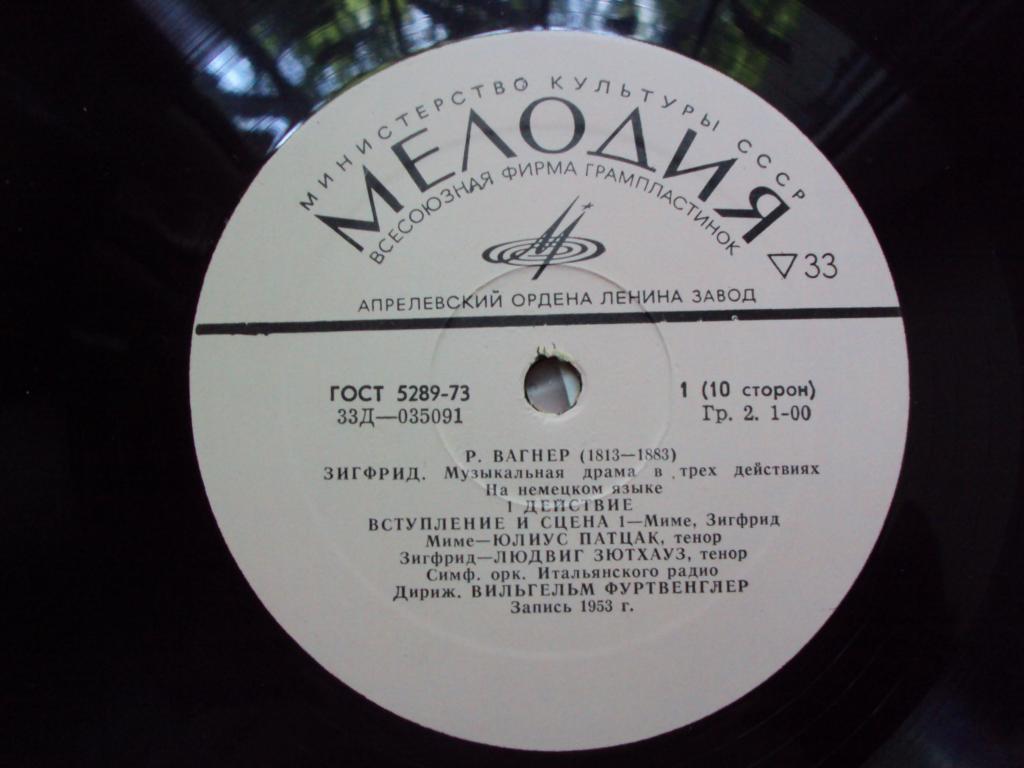 МИНИСТЕРСТВО КУЛЬТУРЫ СССР
МЕЛОДИЯ
ВСЕСОЮЗНАЯ ФИРМА ГРАМПЛАСТИНОК
▽33
АПРЕЛЕВСКИЙ ОРДЕНА ЛЕНИНА ЗАВОД
ГОСТ 5289-73 1 (10 сторон)
33Д—035091 Гр. 2. 1-00
Р. ВАГНЕР (1813—1883)
ЗИГФРИД. Музыкальная драма в трех действиях
На немецком языке
1 ДЕЙСТВИЕ
ВСТУПЛЕНИЕ И СЦЕНА 1—Миме, Зигфрид
Миме—ЮЛИУС ПАТЦАК, тенор
Зигфрид—ЛЮДВИГ ЗЮТХАУЗ, тенор
Симф. орк. Итальянского радио
Дириж. ВИЛЬГЕЛЬМ ФУРТВЕНГЛЕР
Запись 1953 г.